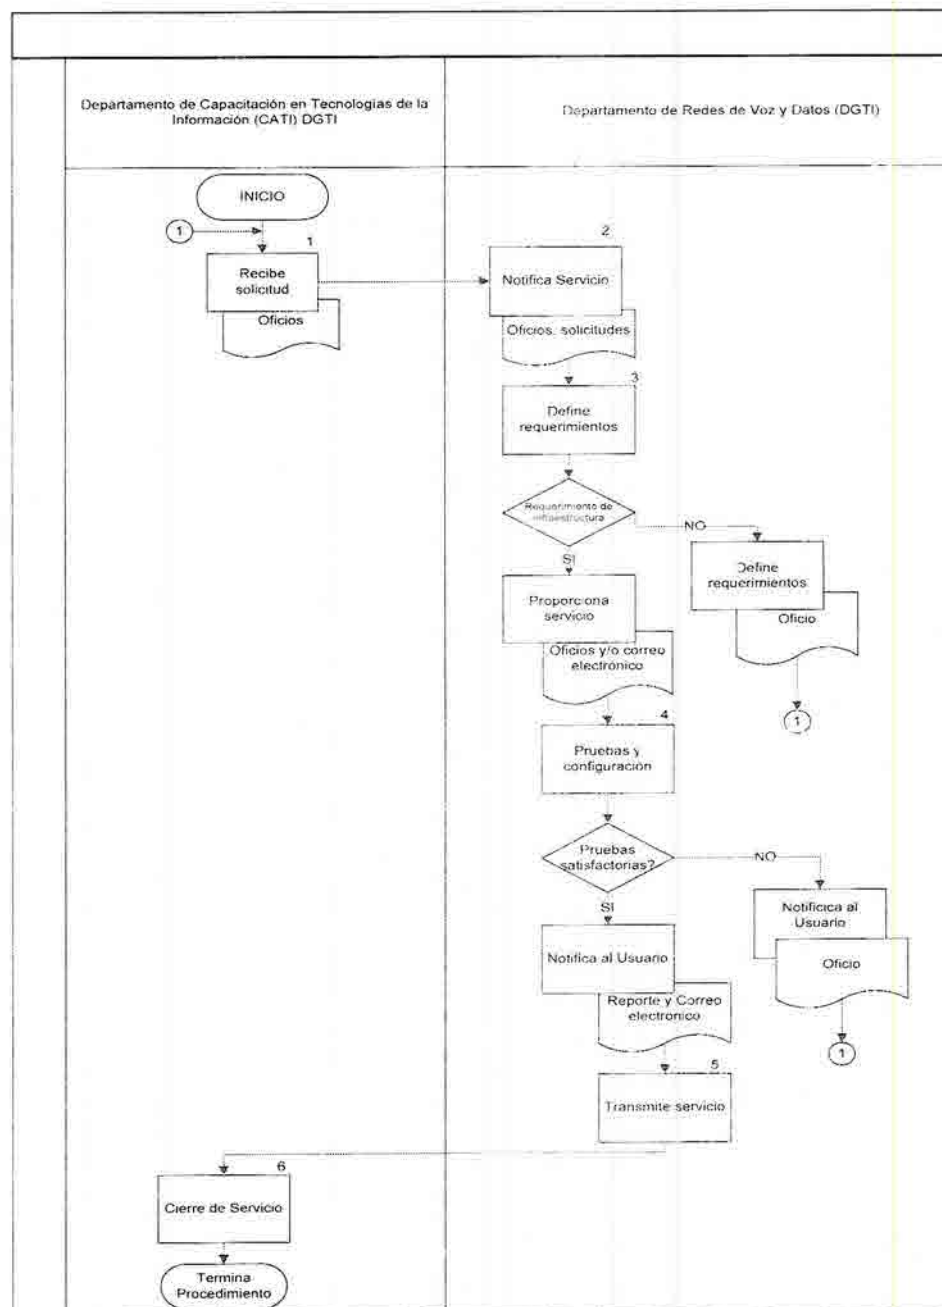 Departamento de Capacitación en Tecnologías de la
Información (CATI) DGTI
Departamento de Redes de Voz y Datos (DGTI)
INICIO
1
1
Recibe
solicitud
Oficios
2
Notifica Servicio
Oficios, solicitudes
3
Define
requerimientos
Requerimiento de
infraestructura
NO
SI
Define
requerimientos
Oficio
1
Proporciona
servicio
Oficios y/o correo
electrónico
4
Pruebas y
configuración
Pruebas
satisfactorias?
NO
SI
Notificica al
Usuario
Oficio
1
Notifica al Usuario
Reporte y Correo
electronico
5
Transmite servicio
6
Cierre de Servicio
Termina
Procedimiento